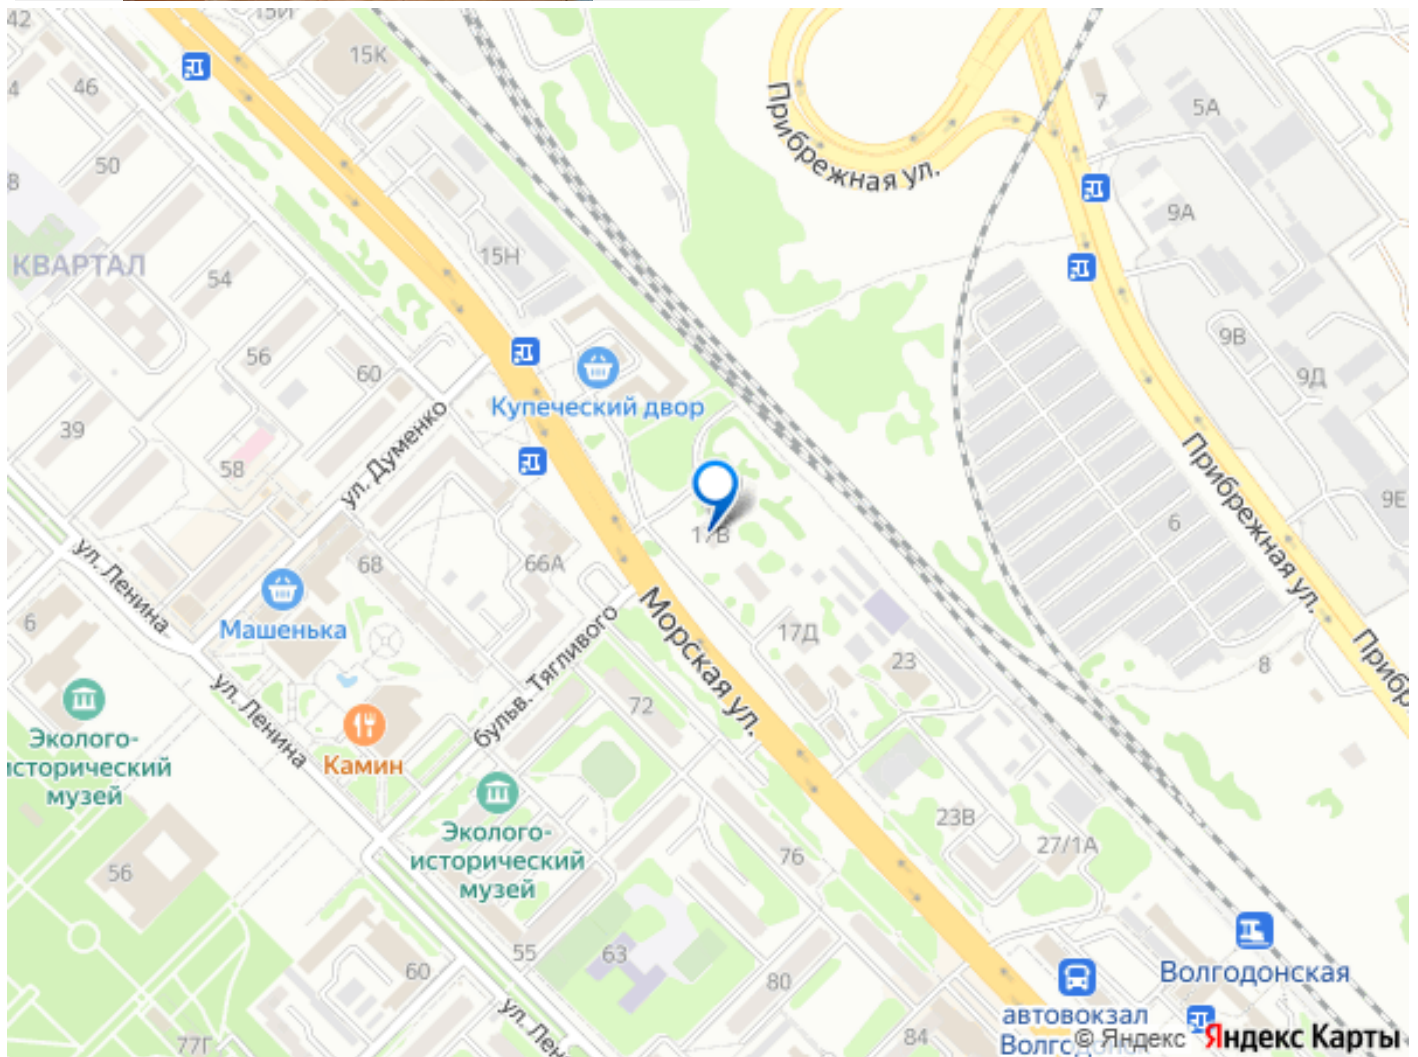 42
15И
15К
4
46
7
5А
Прибрежная ул.
50
8
9А
15Н
КВАРТАЛ
54
56
60
9В
9Д
Купеческий двор
39
ул. Думенко
58
Прибрежная ул.
9Е
6
17В
68
66А
ул. Ленина
Машенька
6
Морская ул.
17Д
23
8
Прибр
бульв. Тягливого
72
ул. Ленина
Эколого-
исторический
музей
Камин
Эколого-
исторический
музей
23В
27/1А
76
56
55
63
60
80
Волгодонская
автовокзал
ул. Лен
77Г
84
© Яндекс
Яндекс Карты